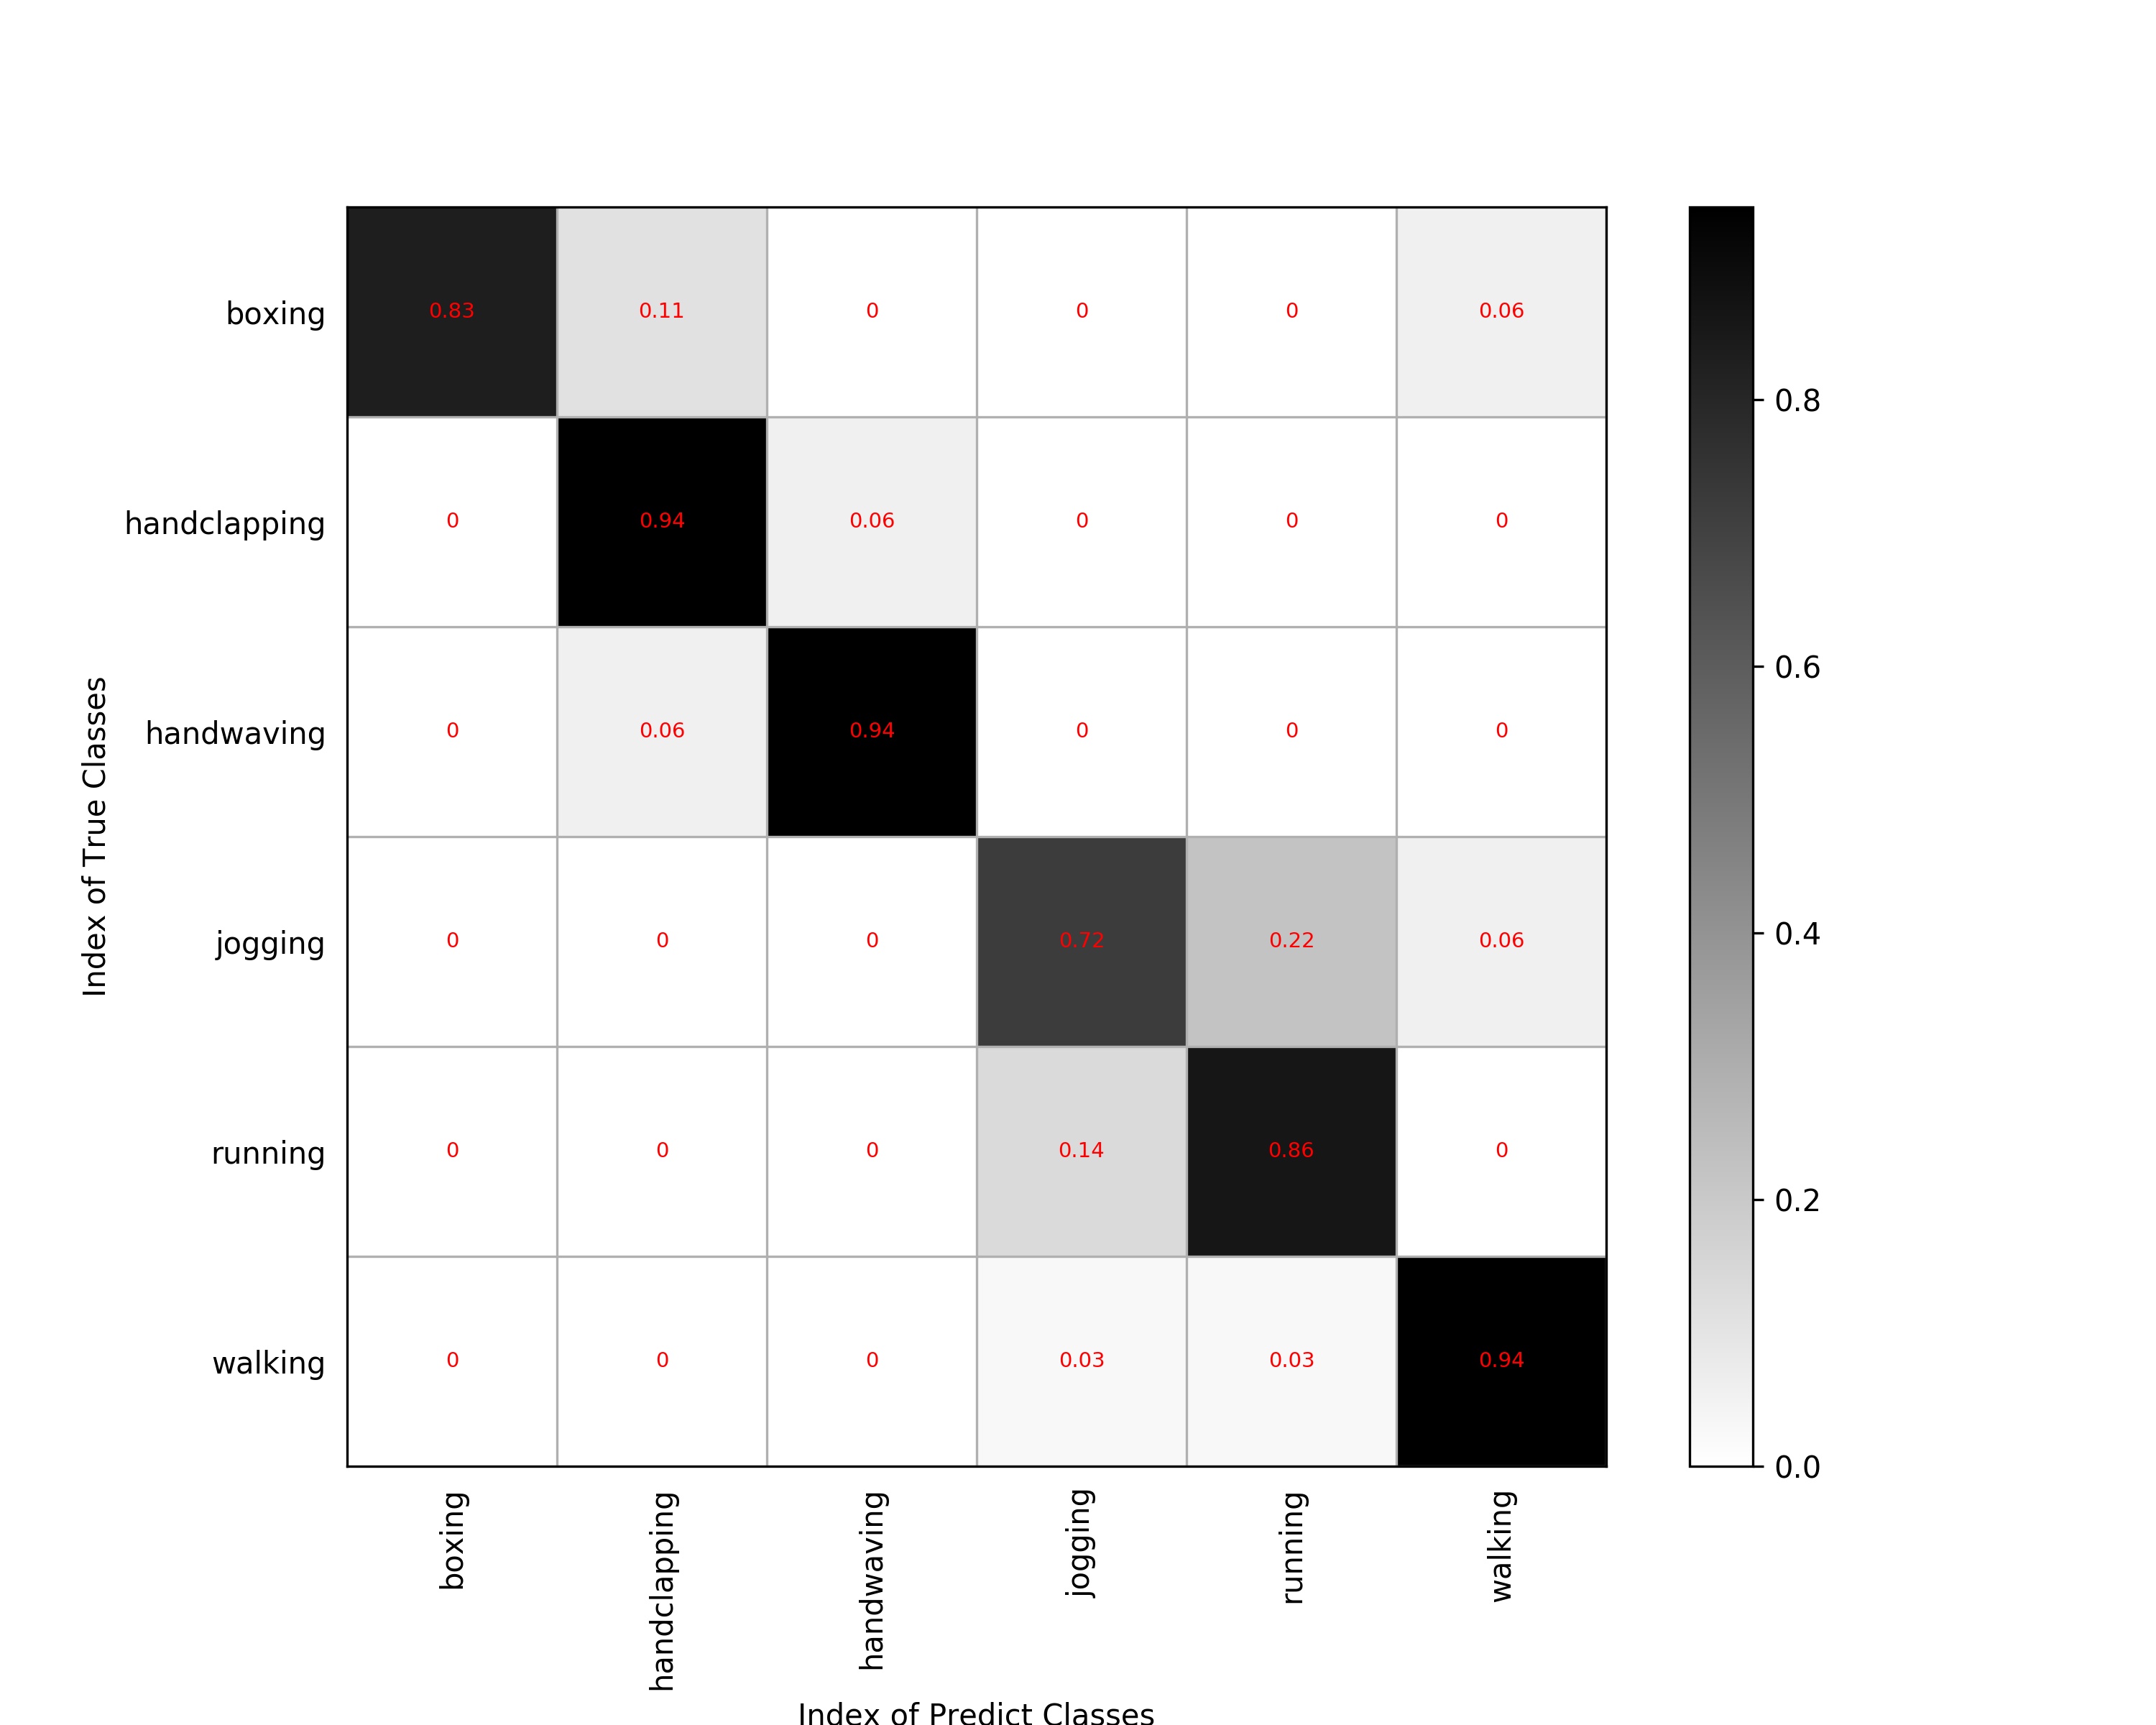 boxing 0.83 0.11 0 0 0 0.06
0.8
handclapping 0 0.94 0.06 0 0 0
0.6
handwaving 0 0.06 0.94 0 0 0
Index of True Classes
jogging 0 0 0 0.72 0.22 0.06
0.4
running 0 0 0 0.14 0.86 0
0.2
walking 0 0 0 0.03 0.03 0.94
0.0
boxing
handclapping
handwaving
jogging
running
walking
Index of Predict Classes